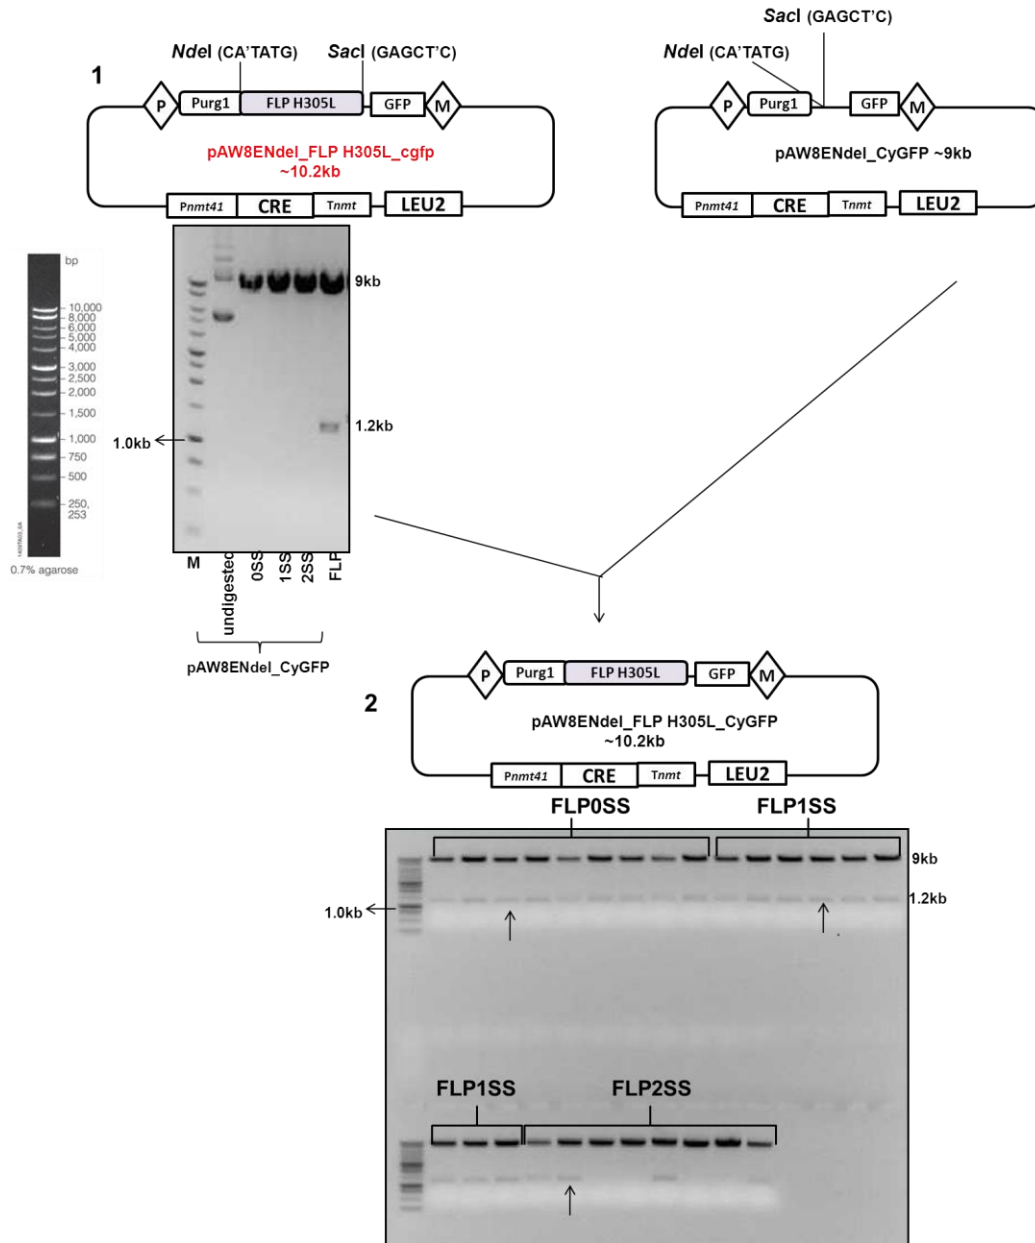 SacI (GAGCT'C)
NdeI (CA'TATG)
SacI (GAGCT'C)
NdeI (CA'TATG)
1
P
Purg1
FLP H305L
GFP
M
P
Purg1
GFP
M
pAW8ENdeI_FLP H305L_cgfp
~10.2kb
pAW8ENdeI_CyGFP ~9kb
Pnmt41
CRE
Tnmt
LEU2
Pnmt41
CRE
Tnmt
LEU2
bp
10,000
8,000
6,000
5,000
4,000
3,000
2,500
2,000
1,500
1,000
750
500
250,
253
0.7% agarose
9kb
1.2kb
1.0kb
M
undigested
0SS
1SS
2SS
FLP
pAW8ENdeI_CyGFP
2
P
Purg1
FLP H305L
GFP
M
pAW8ENdeI_FLP H305L_CyGFP
~10.2kb
Pnmt41
CRE
Tnmt
LEU2
FLP0SS
FLP1SS
9kb
1.2kb
1.0kb
FLP1SS
FLP2SS